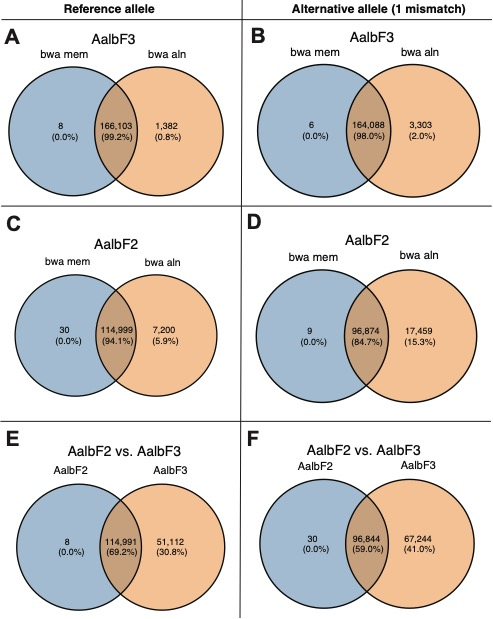 Reference allele
Alternative allele (1 mismatch)
A
AalbF3
bwa mem
bwa aln
8
(0.0%)
166,103
(99.2%)
1,382
(0.8%)
B
AalbF3
bwa mem
bwa aln
6
(0.0%)
164,088
(98.0%)
3,303
(2.0%)
C
AalbF2
bwa mem
bwa aln
30
(0.0%)
114,999
(94.1%)
7,200
(5.9%)
D
AalbF2
bwa mem
bwa aln
9
(0.0%)
96,874
(84.7%)
17,459
(15.3%)
E
AalbF2 vs. AalbF3
AalbF2
AalbF3
8
(0.0%)
114,991
(69.2%)
51,112
(30.8%)
F
AalbF2 vs. AalbF3
AalbF2
AalbF3
30
(0.0%)
96,844
(59.0%)
67,244
(41.0%)